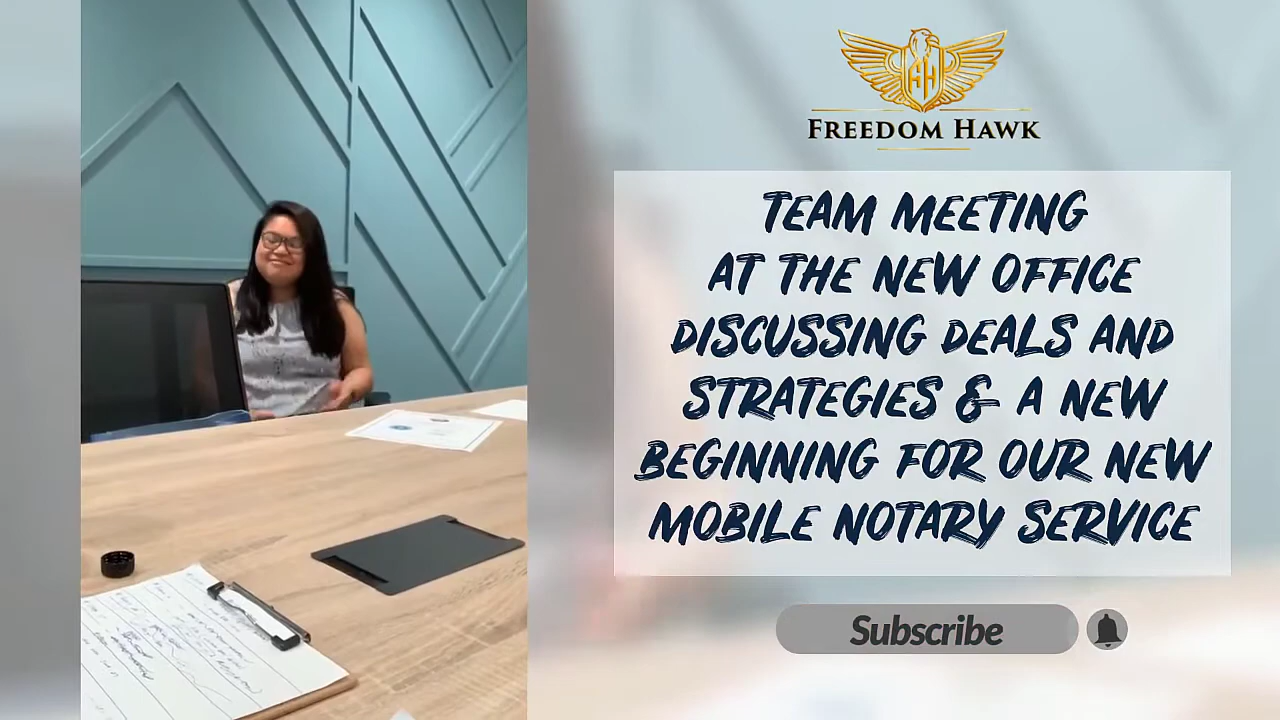 FREEDOM HAWK
TEAM MEETING
AT THE NEW OFFICE
DISCUSSING DEALS AND
STRATEGIES & A NEW
BEGINNING FOR OUR NEW
MOBILE NOTARY SERVICE
Subscribe